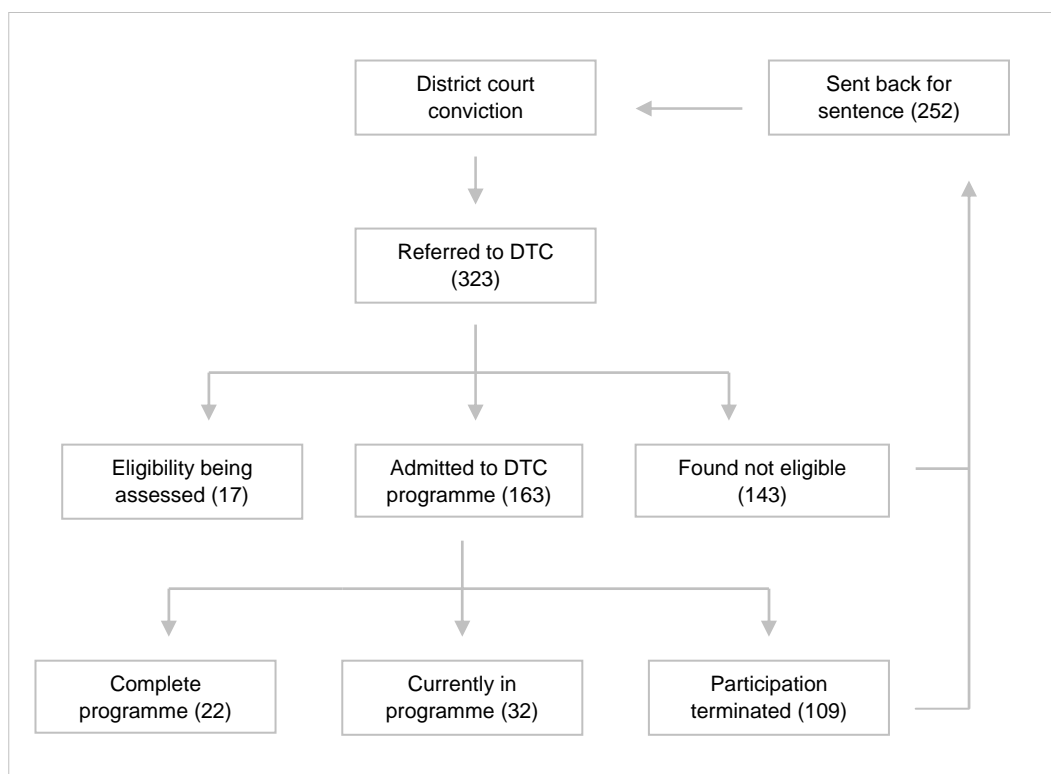 District court
conviction
Sent back for
sentence (252)
Referred to DTC
(323)
Eligibility being
assessed (17)
Admitted to DTC
programme (163)
Found not eligible
(143)
Complete
programme (22)
Currently in
programme (32)
Participation
terminated (109)